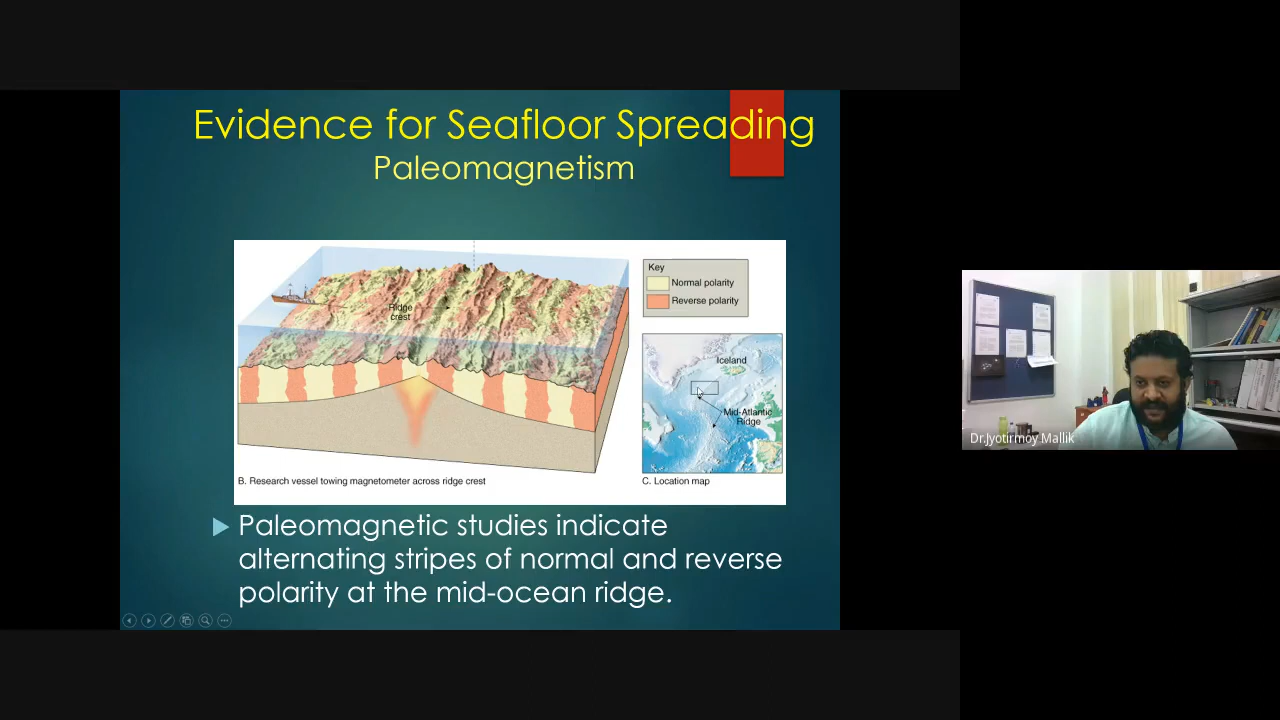 Evidence for Seafloor Spreading
Paleomagnetism
Ridge
crest
Key
Normal polarity
Reverse polarity
Iceland
Mid-Atlantic
Ridge
B. Research vessel towing magnetometer across ridge crest
C. Location map
Paleomagnetic studies indicate
alternating stripes of normal and reverse
polarity at the mid-ocean ridge.
Dr.Jyotirmoy Mallik